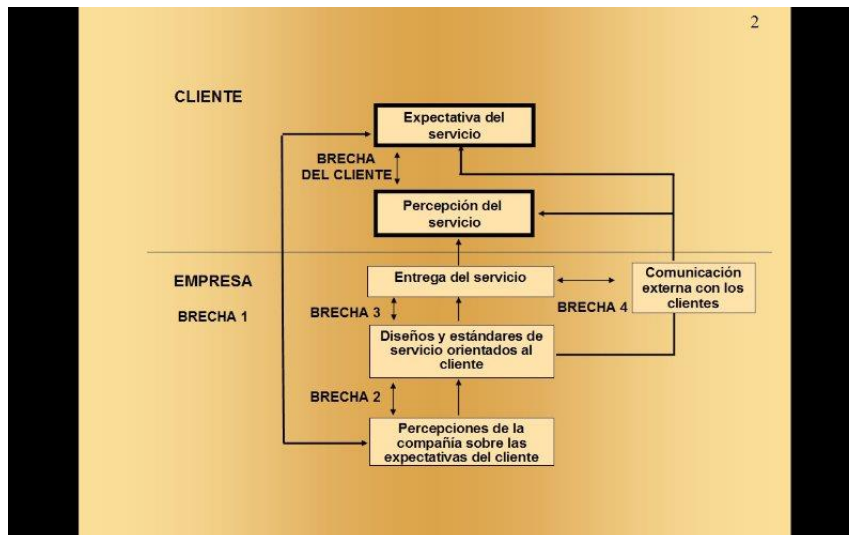 2
CLIENTE
Expectativa del
servicio
BRECHA
DEL CLIENTE
Percepción del
servicio
EMPRESA
Entrega del servicio
Comunicación
externa con los
clientes
BRECHA 1
BRECHA 3
BRECHA 4
Diseños y estándares de
servicio orientados al
cliente
BRECHA 2
Percepciones de la
compañía sobre las
expectativas del cliente